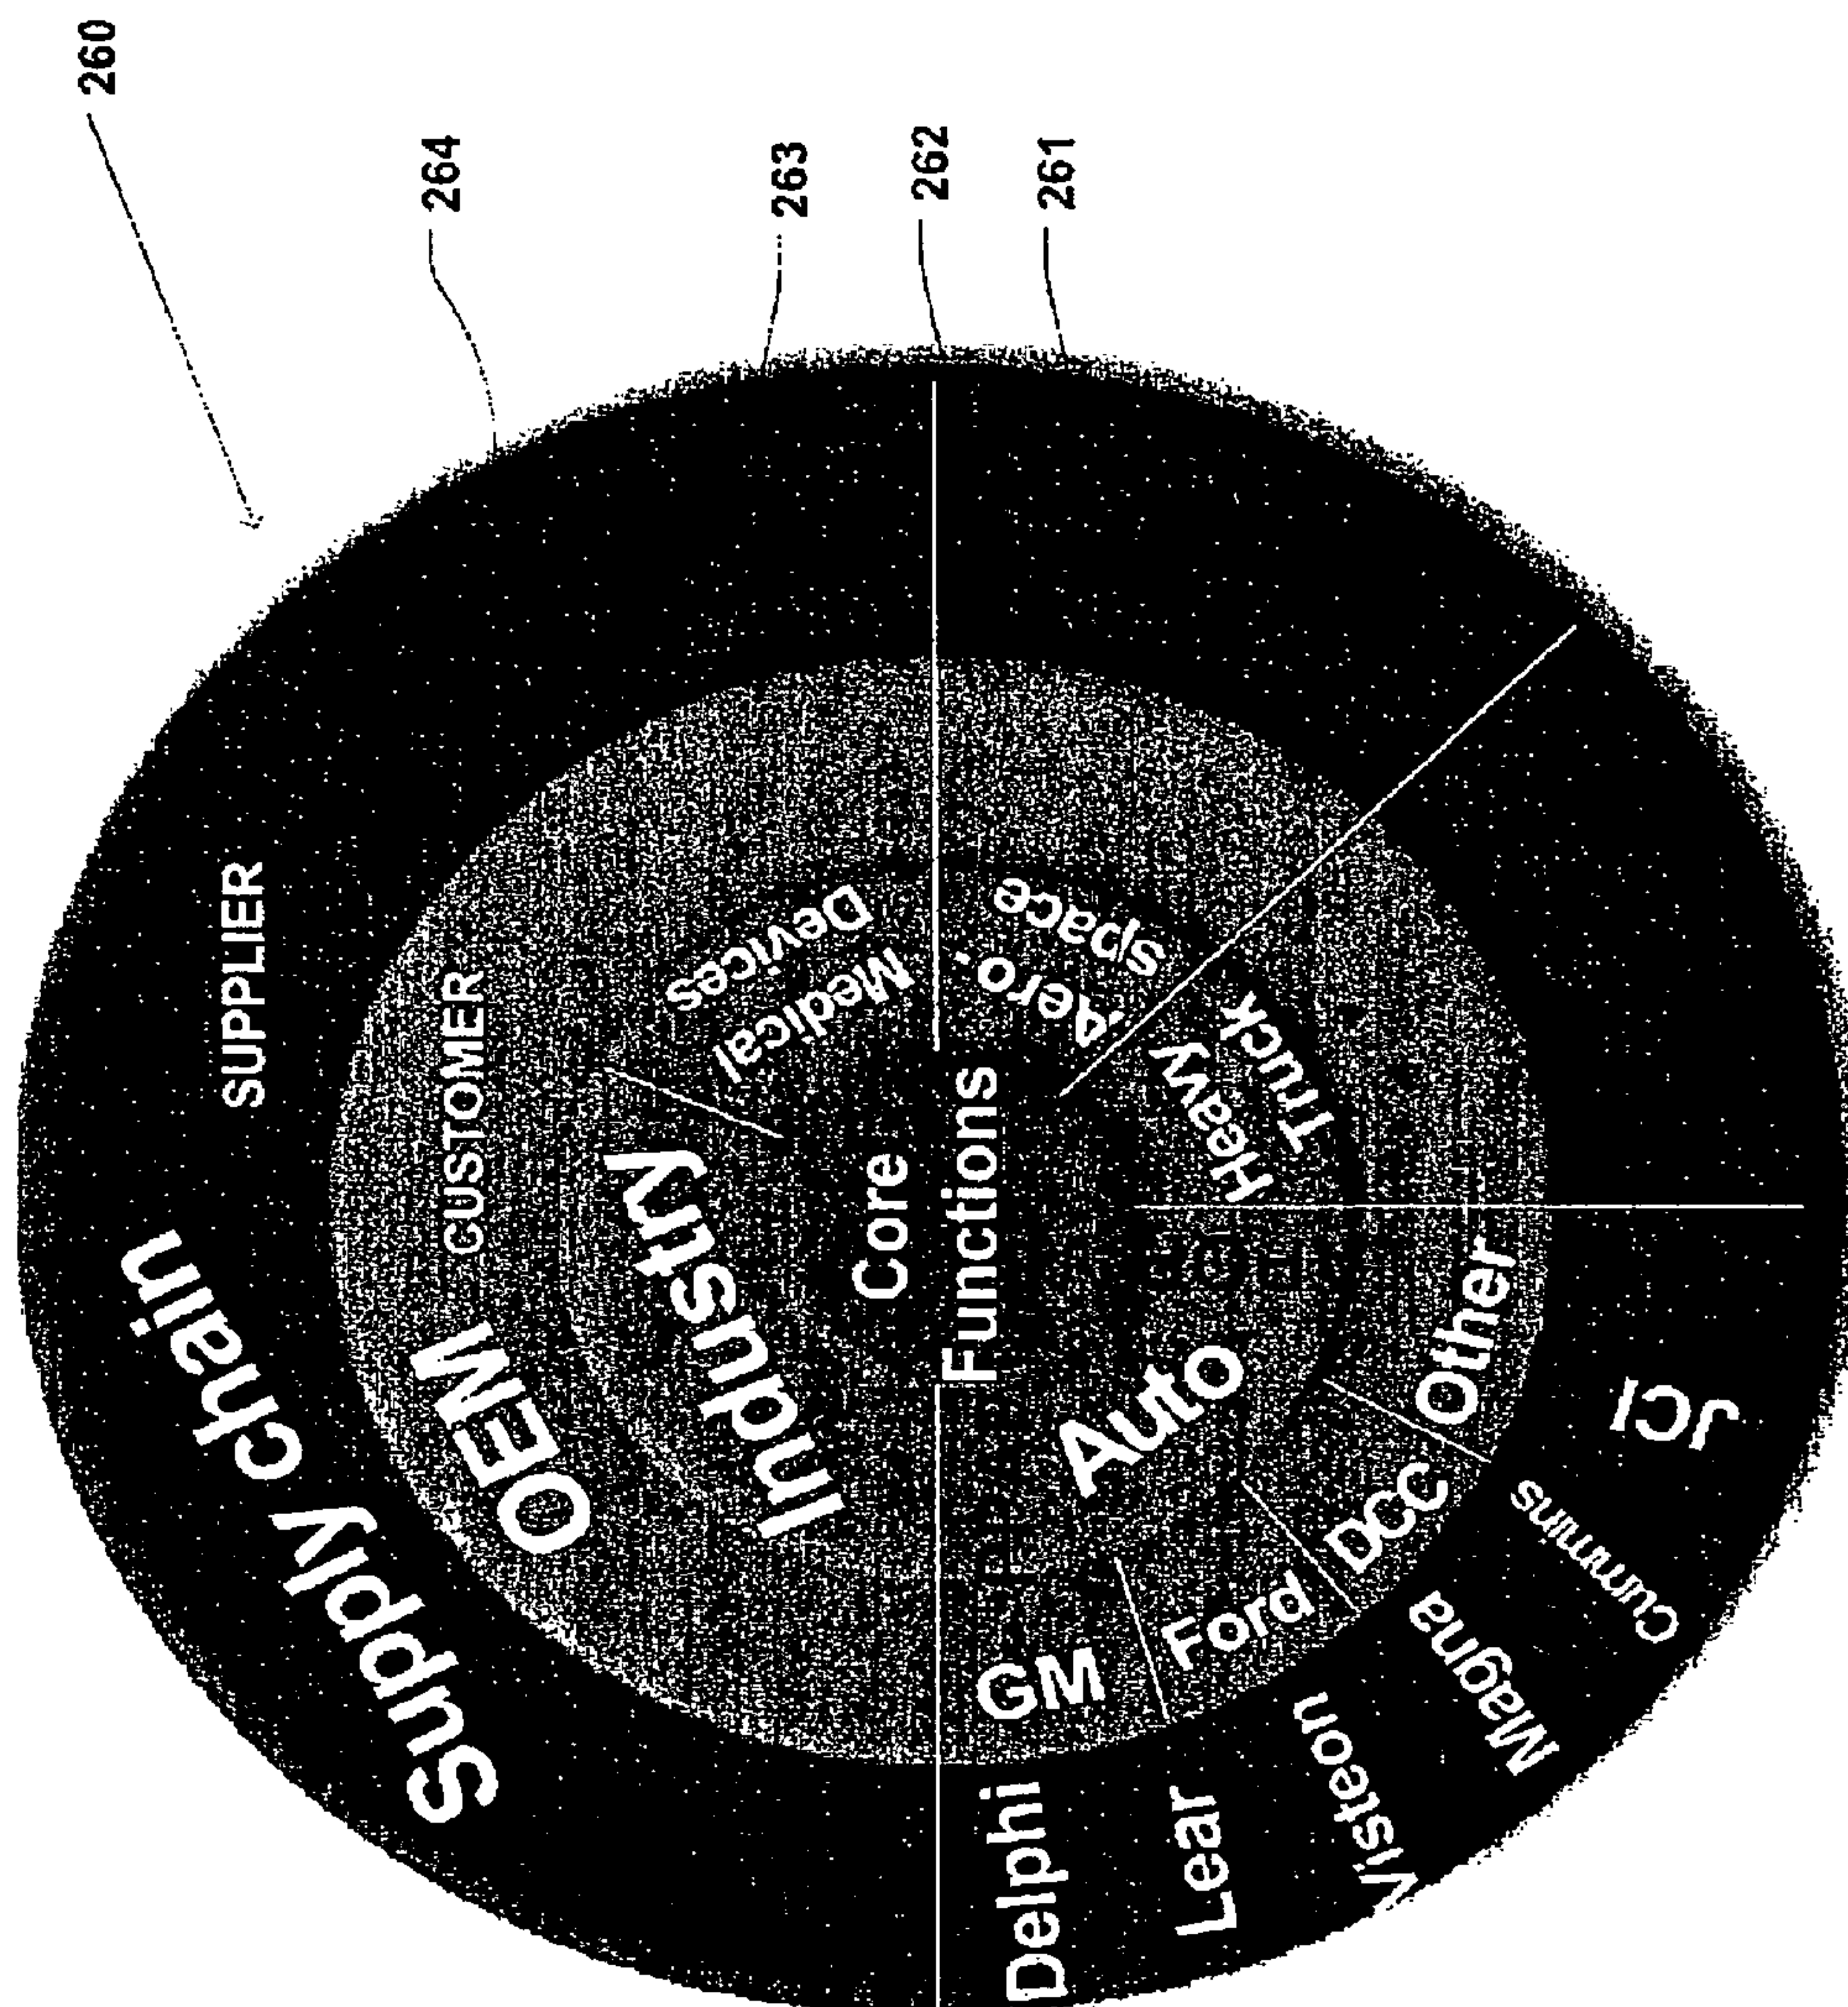 260
264
263
262
261
Supply chain
SUPPLIER
OEM
CUSTOMER
Industry
Medical
Devices
Core
Functions
Aero-
space
Heavy
Truck
Auto
GM
Ford
DCC
Other
Delphi
Lear
Visteon
Magna
Cummins
JCI